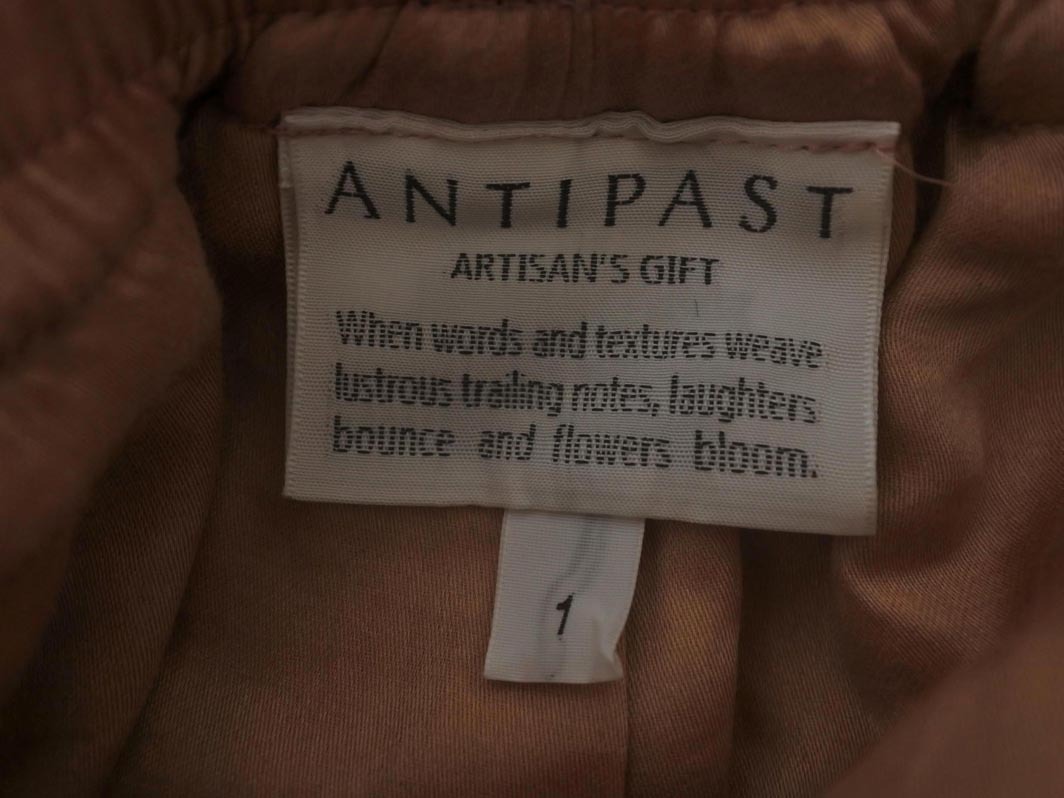 ANTIPAST
ARTISAN'S GIFT
When words and textures weave
lustrous trailing notes, laughters
bounce and flowers bloom.
1